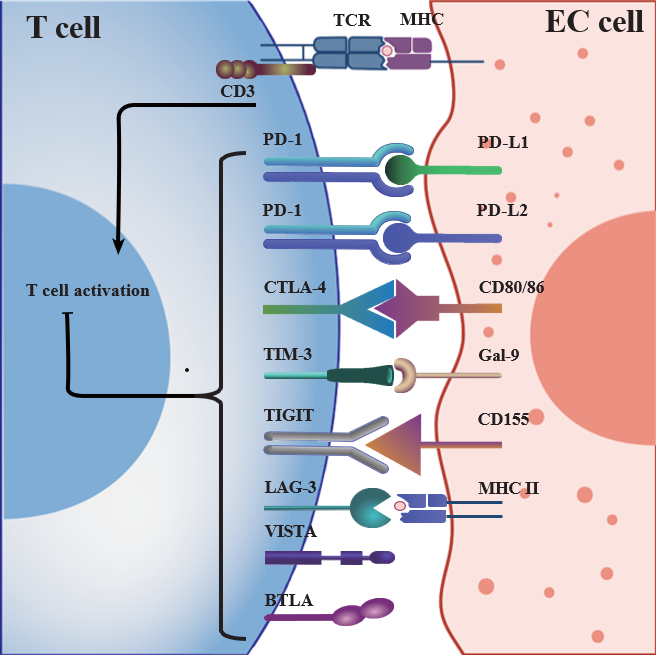 T cell
EC cell
TCR
MHC
CD3
PD-1
PD-L1
PD-1
PD-L2
T cell activation
CTLA-4
CD80/86
TIM-3
Gal-9
TIGIT
CD155
LAG-3
MHC-II
VISTA
BTLA